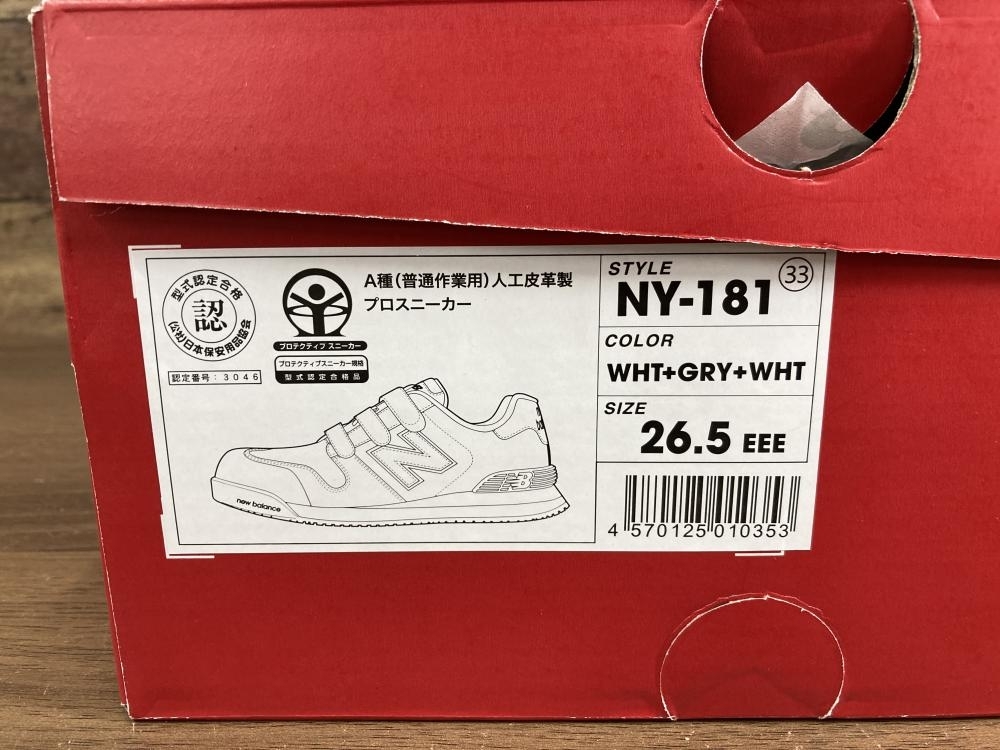 型式認定合格
認
(公社)日本保安用品協会
認定番号：3046
プロテクティブ スニーカー
プロテクティブスニーカー規格
型式認定合格品
A種(普通作業用)人工皮革製
プロスニーカー
new balance
N
NB
STYLE
NY-181
33
COLOR
WHT+GRY+WHT
SIZE
26.5 EEE
4 570125 010353